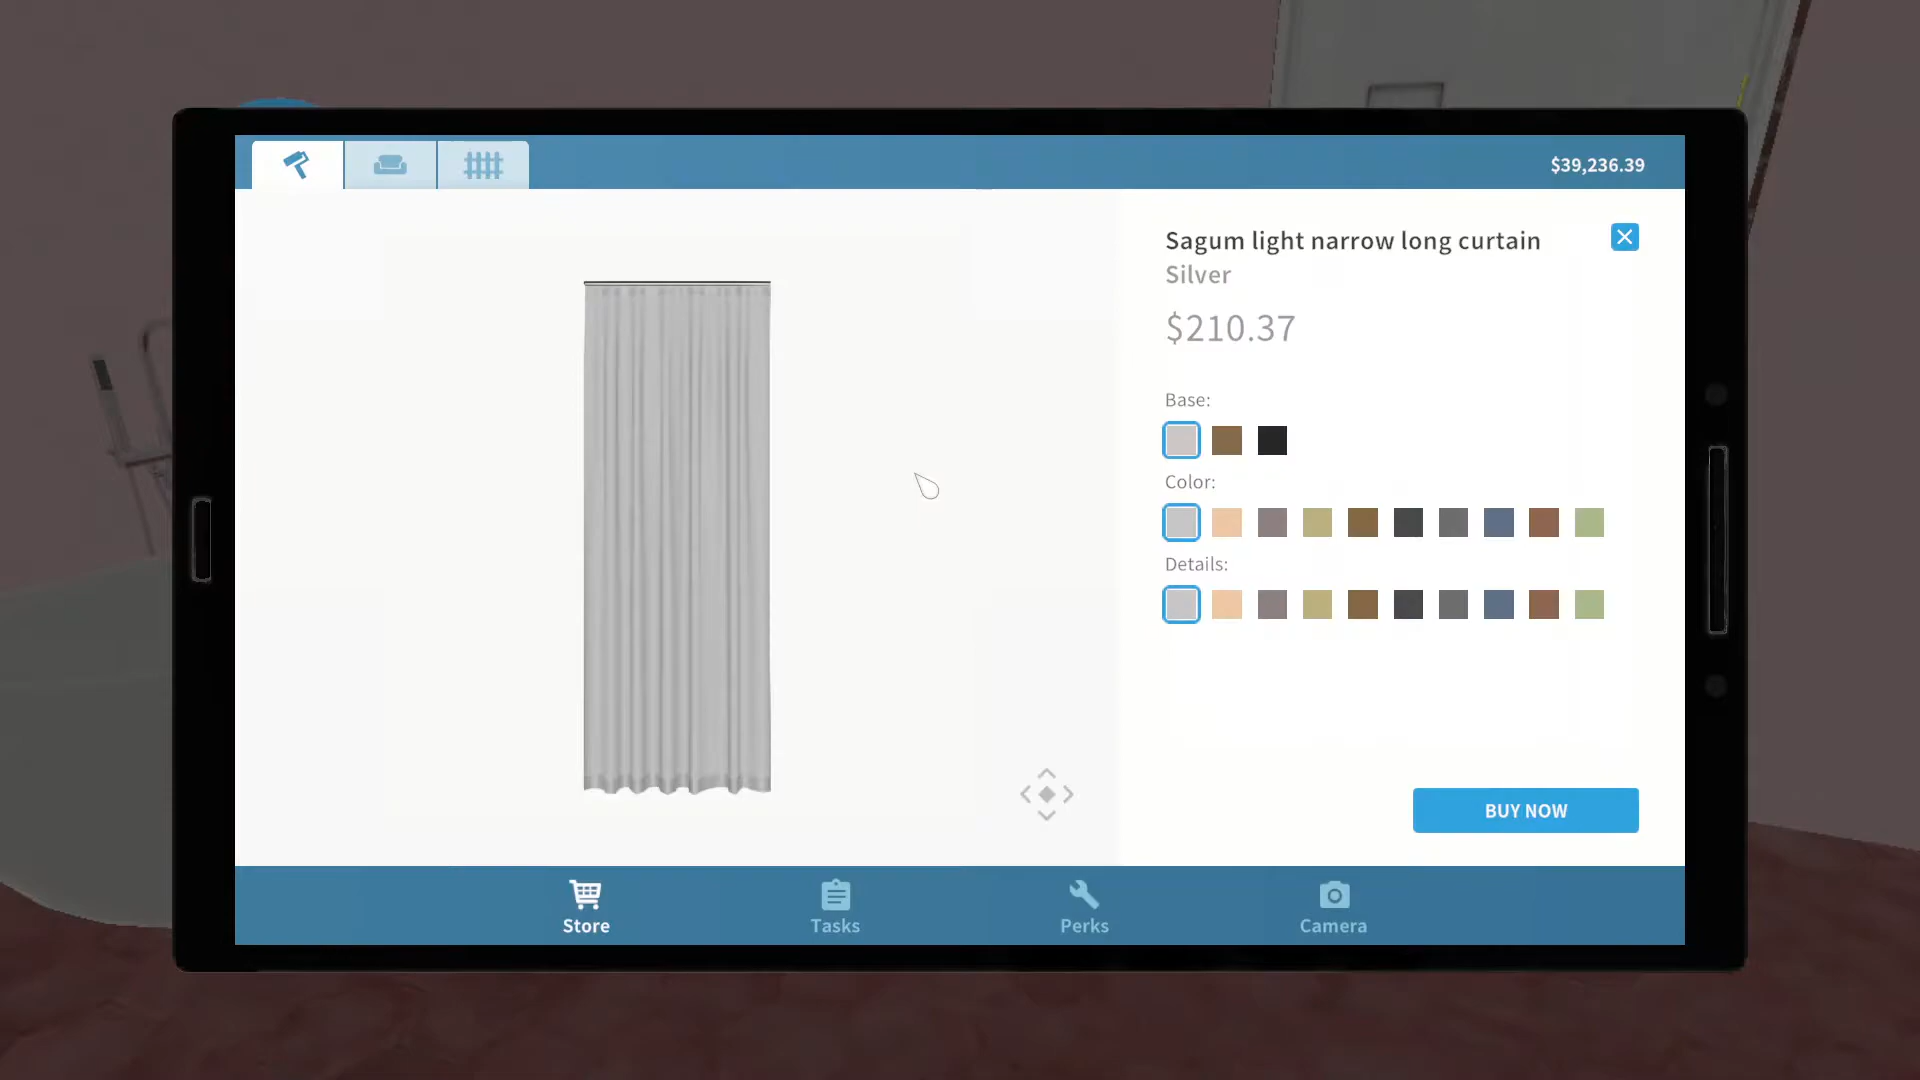 $39,236.39
Sagum light narrow long curtain
Silver
$210.37
Base:
Color:
Details:
BUY NOW
Store
Tasks
Perks
Camera